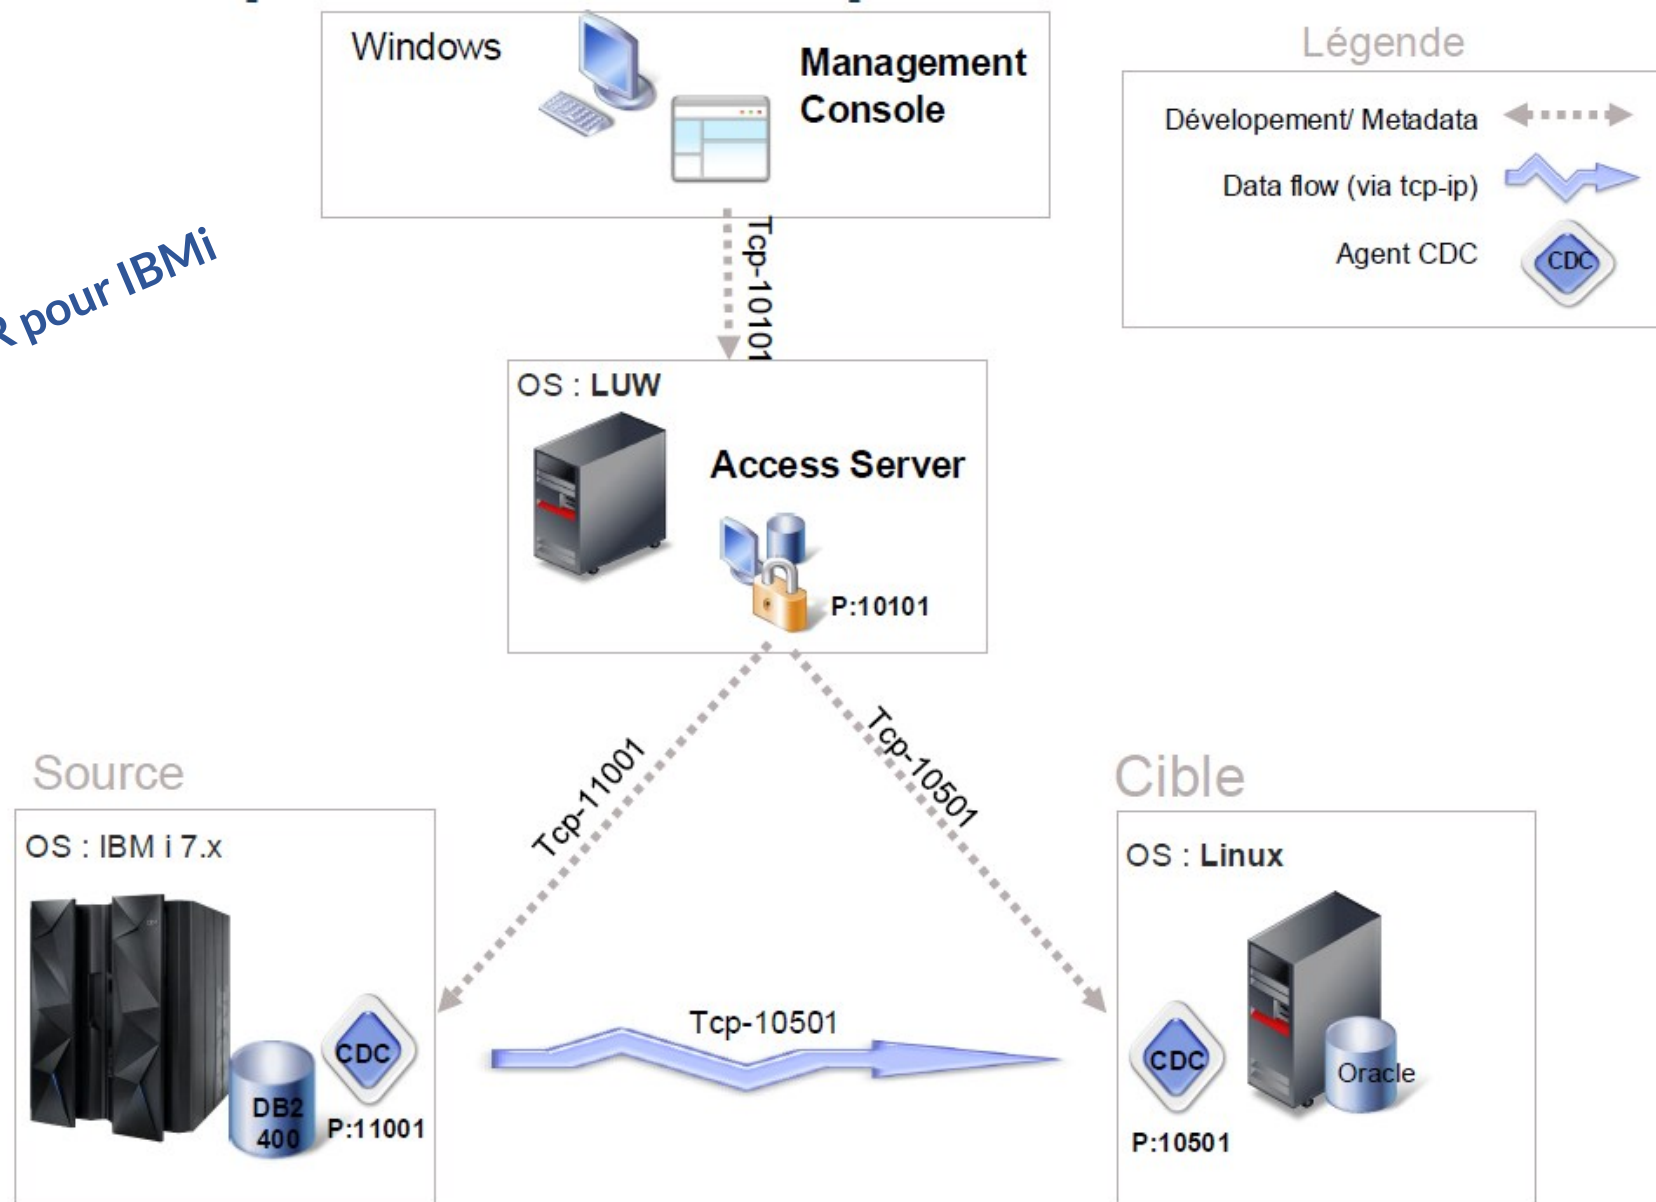 Windows
Management
Console
Légende
Dévelopement/ Metadata
Data flow (via tcp-ip)
Agent CDC
CDC
R pour IBMi
Tcp-10101
OS : LUW
Access Server
P:10101
Tcp-11001
Tcp-10501
Source
OS : IBM i 7.x
DB2
400
CDC
P:11001
Tcp-10501
Cible
OS : Linux
CDC
Oracle
P:10501